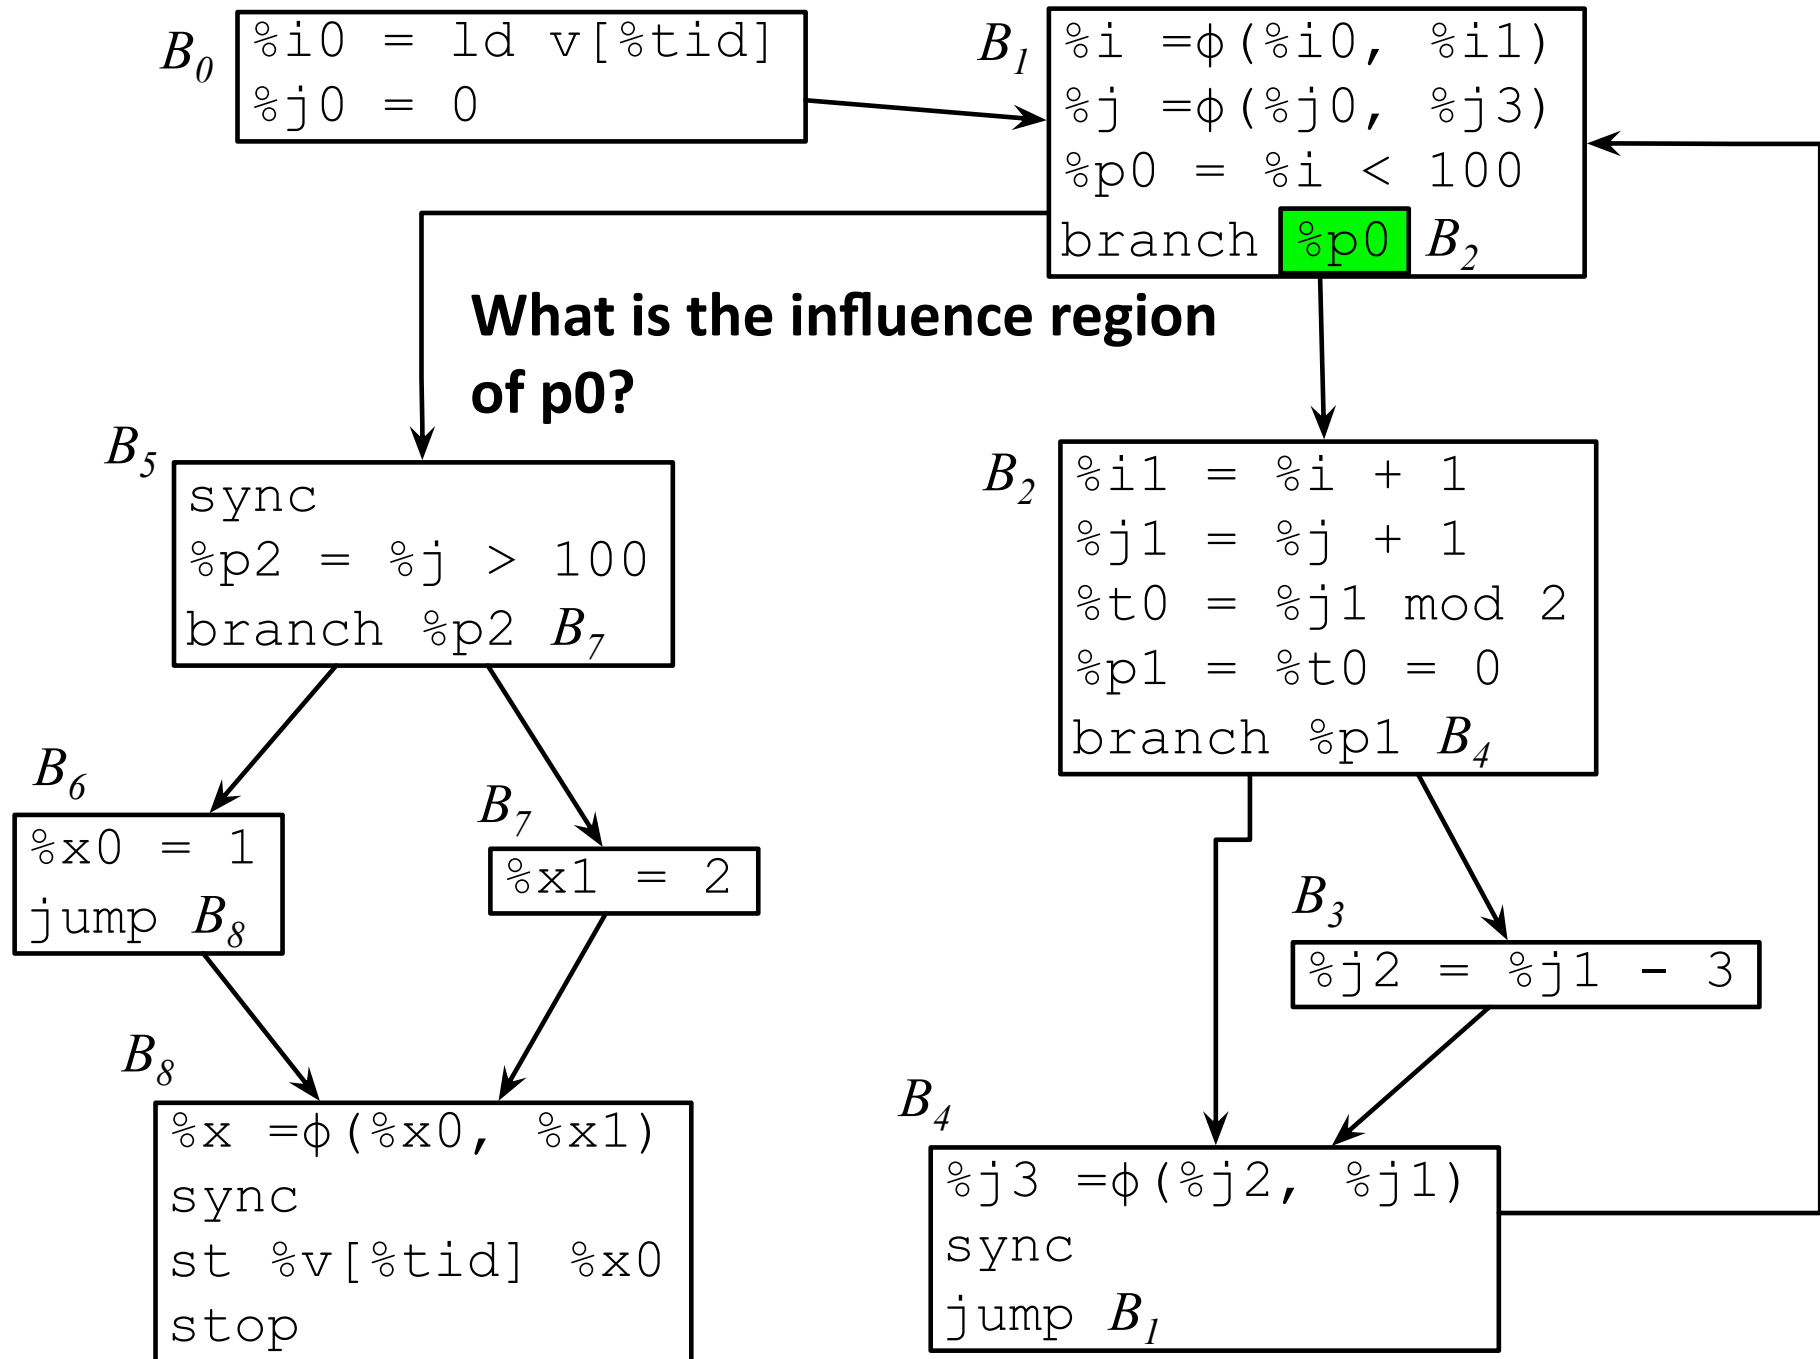 B0
%i0 = ld v[%tid]
%j0 = 0
B1
%i =ϕ(%i0, %i1)
%j =ϕ(%j0, %j3)
%p0 = %i < 100
branch %p0 B2
What is the influence region
of p0?
B5
sync
%p2 = %j > 100
branch %p2 B7
B2
%i1 = %i + 1
%j1 = %j + 1
%t0 = %j1 mod 2
%p1 = %t0 = 0
branch %p1 B4
B6
%x0 = 1
jump B8
B7
%x1 = 2
B3
%j2 = %j1 - 3
B8
%x =ϕ(%x0, %x1)
sync
st %v[%tid] %x0
stop
B4
%j3 =ϕ(%j2, %j1)
sync
jump B1